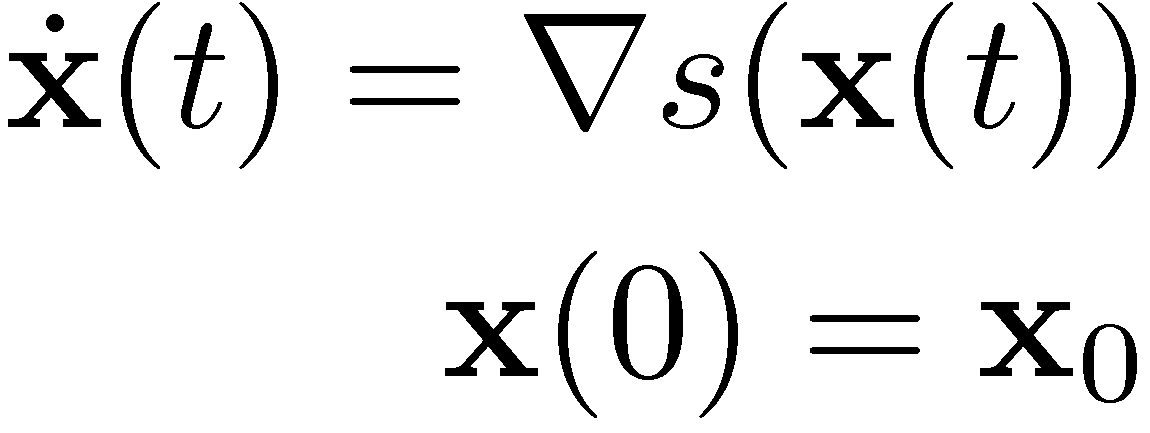 ẋ(t) = ∇s(x(t))
x(0) = x₀